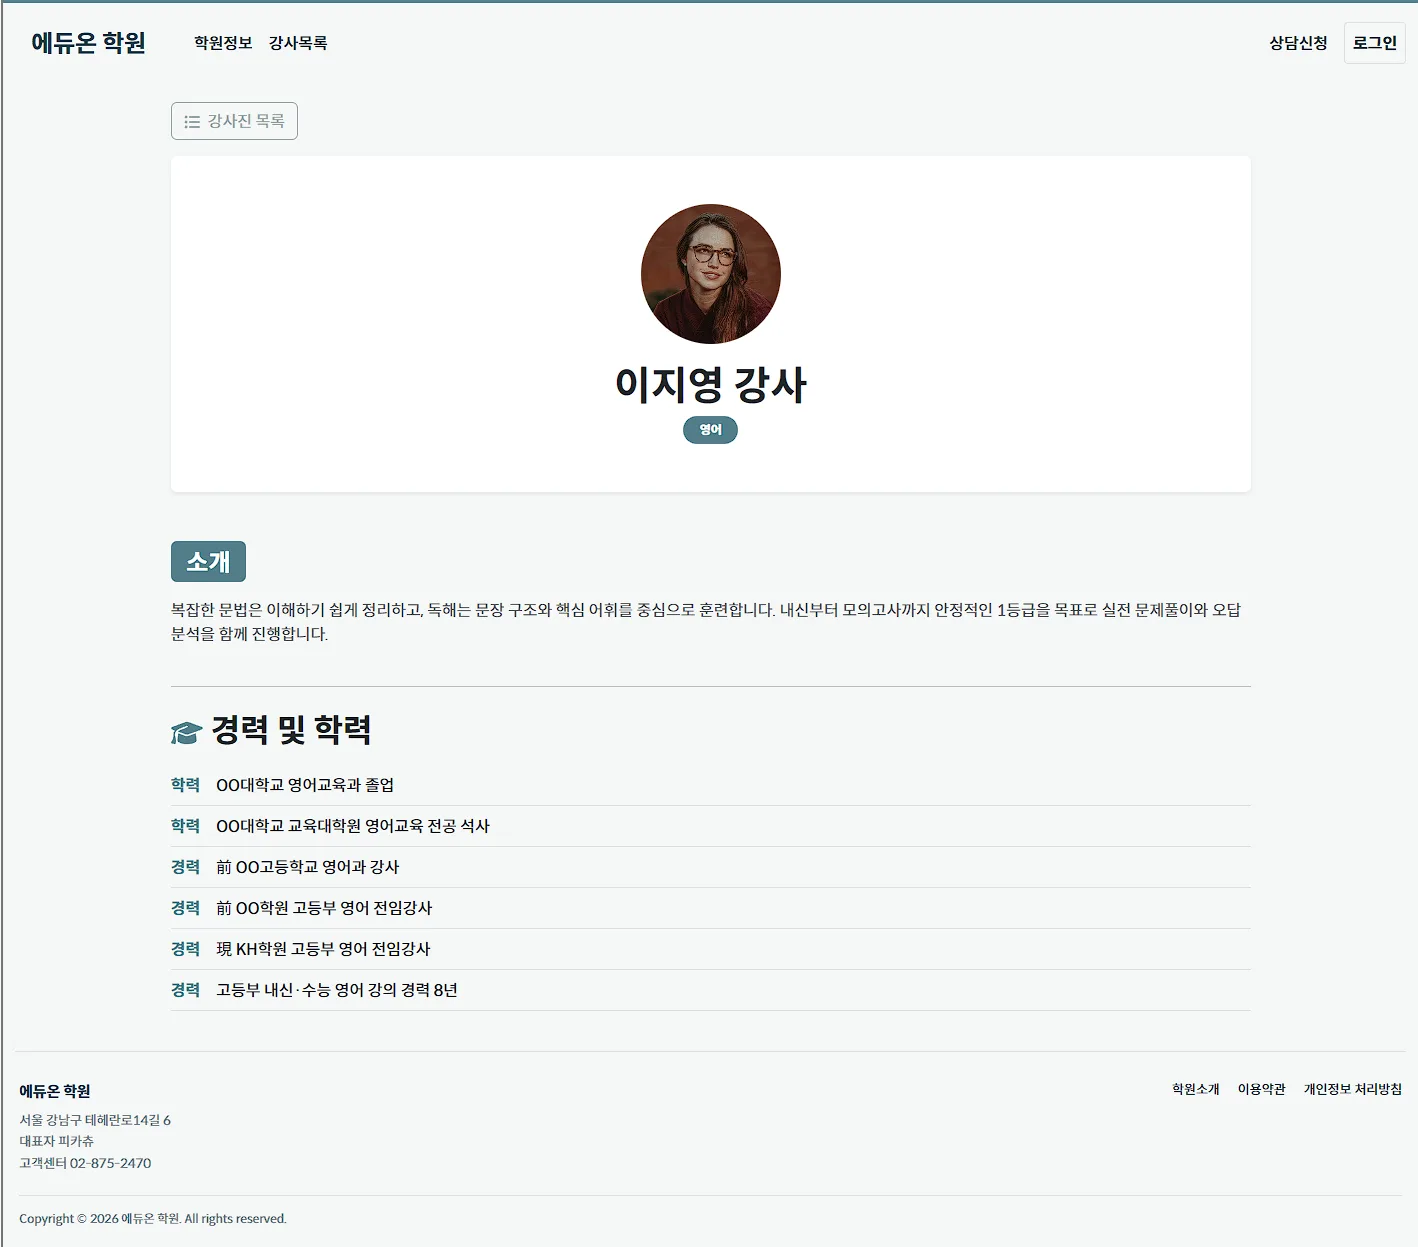 에듀온 학원
학원정보
강사목록
상담신청
로그인
강사진 목록
이지영 강사
영어
소개
복잡한 문법은 이해하기 쉽게 정리하고, 독해는 문장 구조와 핵심 어휘를 중심으로 훈련합니다. 내신부터 모의고사까지 안정적인 1등급을 목표로 실전 문제풀이와 오답
분석을 함께 진행합니다.
경력 및 학력
학력 OO대학교 영어교육과 졸업
학력 OO대학교 교육대학원 영어교육 전공 석사
경력 前 OO고등학교 영어과 강사
경력 前 OO학원 고등부 영어 전임강사
경력 現 KH학원 고등부 영어 전임강사
경력 고등부 내신·수능 영어 강의 경력 8년
에듀온 학원
서울 강남구 테헤란로14길 6
대표자 피카츄
고객센터 02-875-2470
학원소개
이용약관
개인정보 처리방침
Copyright © 2026 에듀온 학원. All rights reserved.